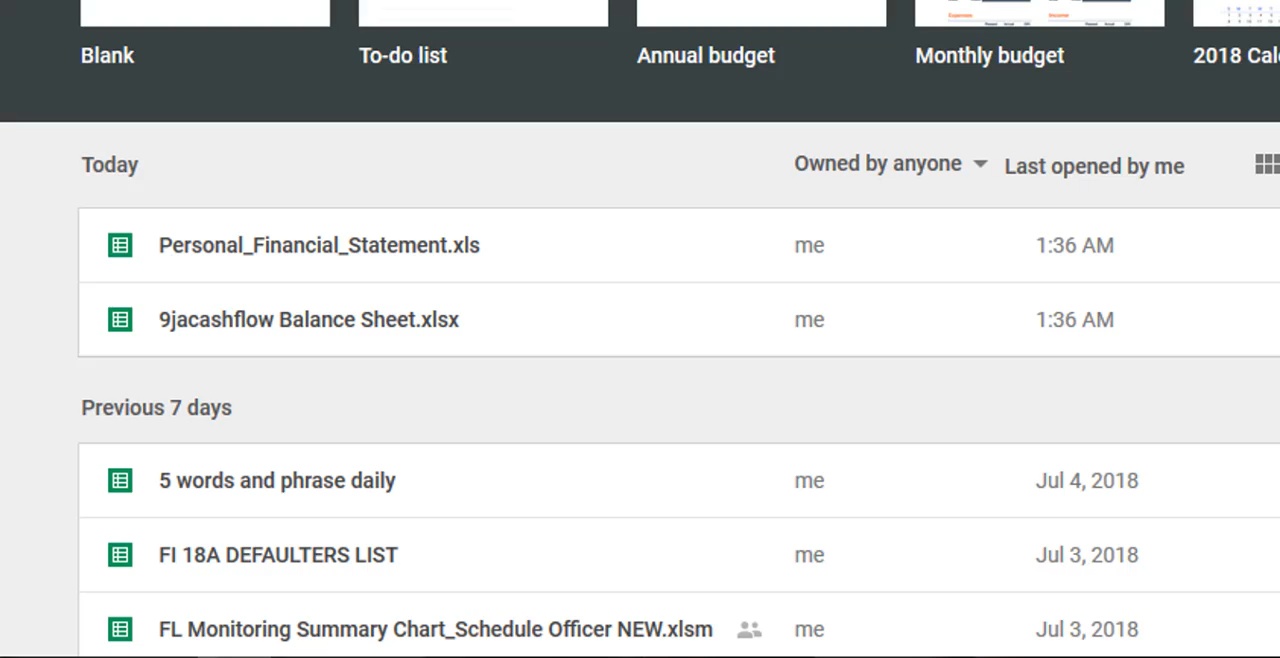 Blank To-do list Annual budget Monthly budget 2018 Cal
Today Owned by anyone Last opened by me
Personal_Financial_Statement.xls me 1:36 AM
9jacashflow Balance Sheet.xlsx me 1:36 AM
Previous 7 days
5 words and phrase daily me Jul 4, 2018
FI 18A DEFAULTERS LIST me Jul 3, 2018
FL Monitoring Summary Chart_Schedule Officer NEW.xlsm me Jul 3, 2018